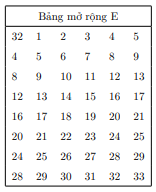 Bảng mở rộng E
32 1 2 3 4 5
4 5 6 7 8 9
8 9 10 11 12 13
12 13 14 15 16 17
16 17 18 19 20 21
20 21 22 23 24 25
24 25 26 27 28 29
28 29 30 31 32 33